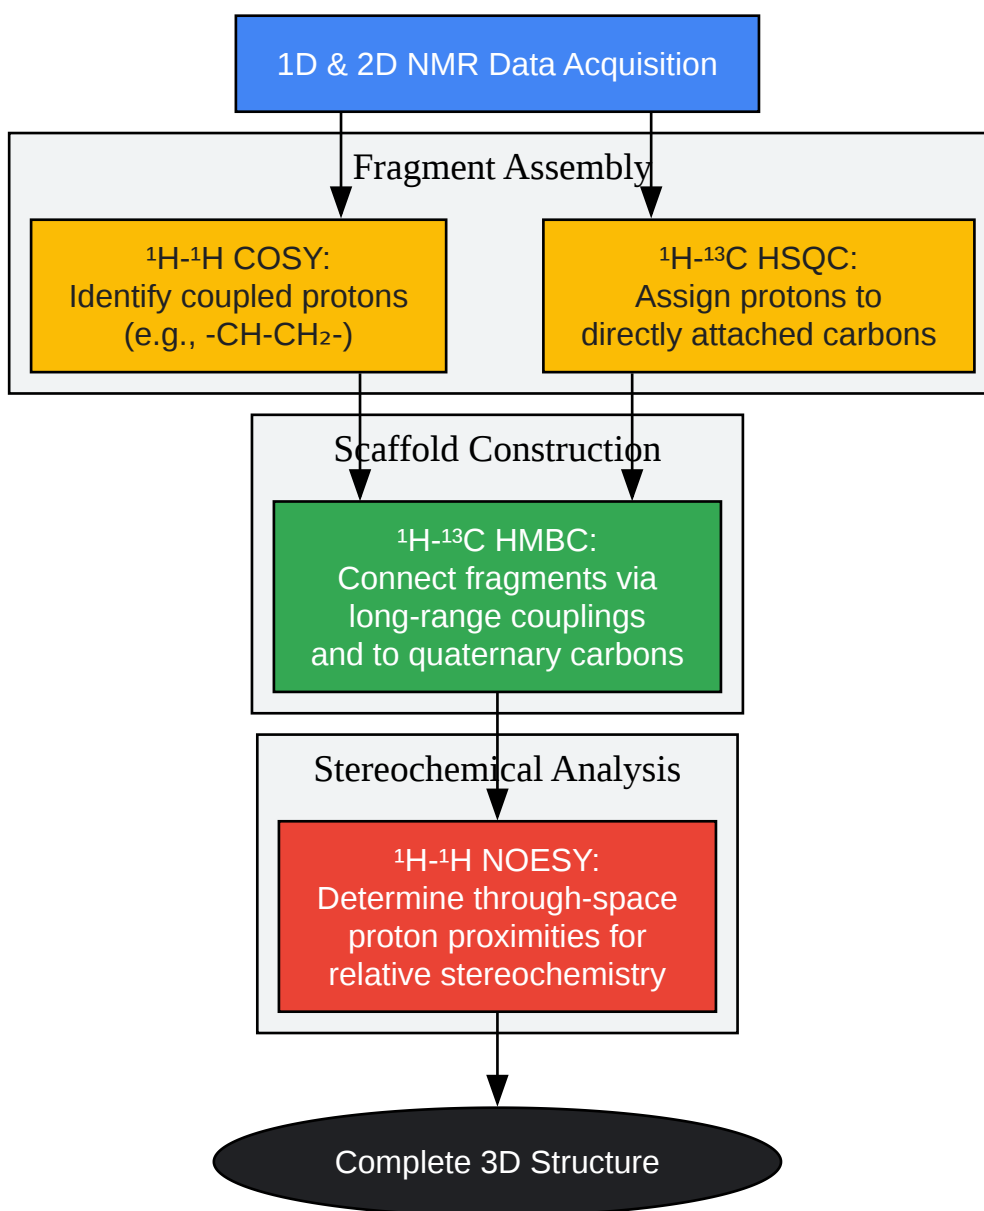 1D & 2D NMR Data Acquisition
Fragment Assembly
¹H-¹H COSY:
Identify coupled protons
(e.g., -CH-CH₂-)
¹H-¹³C HSQC:
Assign protons to
directly attached carbons
Scaffold Construction
¹H-¹³C HMBC:
Connect fragments via
long-range couplings
and to quaternary carbons
Stereochemical Analysis
¹H-¹H NOESY:
Determine through-space
proton proximities for
relative stereochemistry
Complete 3D Structure